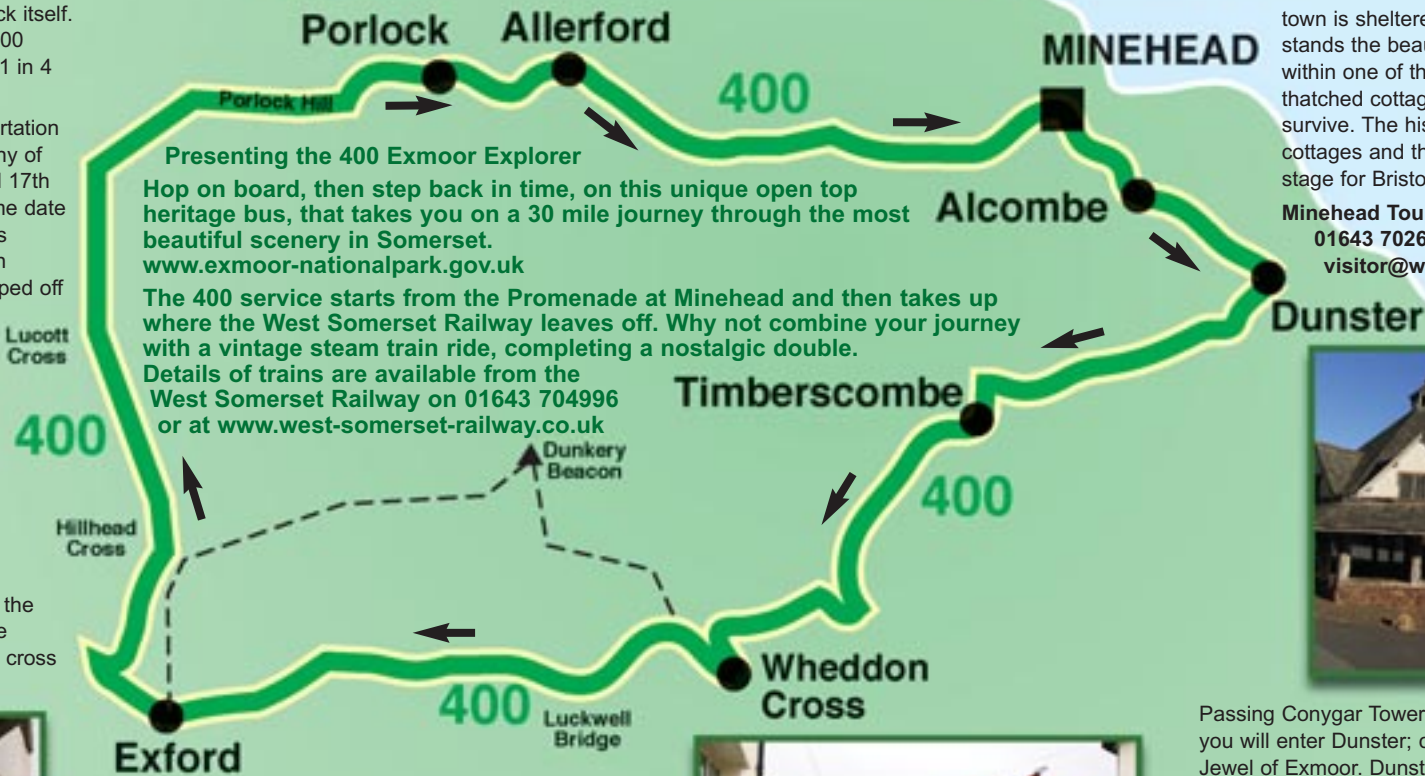 ck itself.
00
1 in 4
rtation
ny of
17th
ne date
s
n
ped off
the
e
cross
Porlock
Allerford
MINEHEAD
400
Porlock Hill
Presenting the 400 Exmoor Explorer
Hop on board, then step back in time, on this unique open top
heritage bus, that takes you on a 30 mile journey through the most
beautiful scenery in Somerset.
www.exmoor-nationalpark.gov.uk
The 400 service starts from the Promenade at Minehead and then takes up
where the West Somerset Railway leaves off. Why not combine your journey
with a vintage steam train ride, completing a nostalgic double.
Details of trains are available from the
West Somerset Railway on 01643 704996
or at www.west-somerset-railway.co.uk
Alcombe
Dunster
Timberscombe
400
Wheddon
Cross
Luckwell
Bridge
400
Exford
Hillhead
Cross
400
Lucott
Cross
Dunkery
Beacon
town is sheltere
stands the beau
within one of th
thatched cottag
survive. The his
cottages and th
stage for Bristo
Minehead Tou
01643 7026
visitor@w
Passing Conygar Tower
you will enter Dunster;
Jewel of Exmoor. Dunst